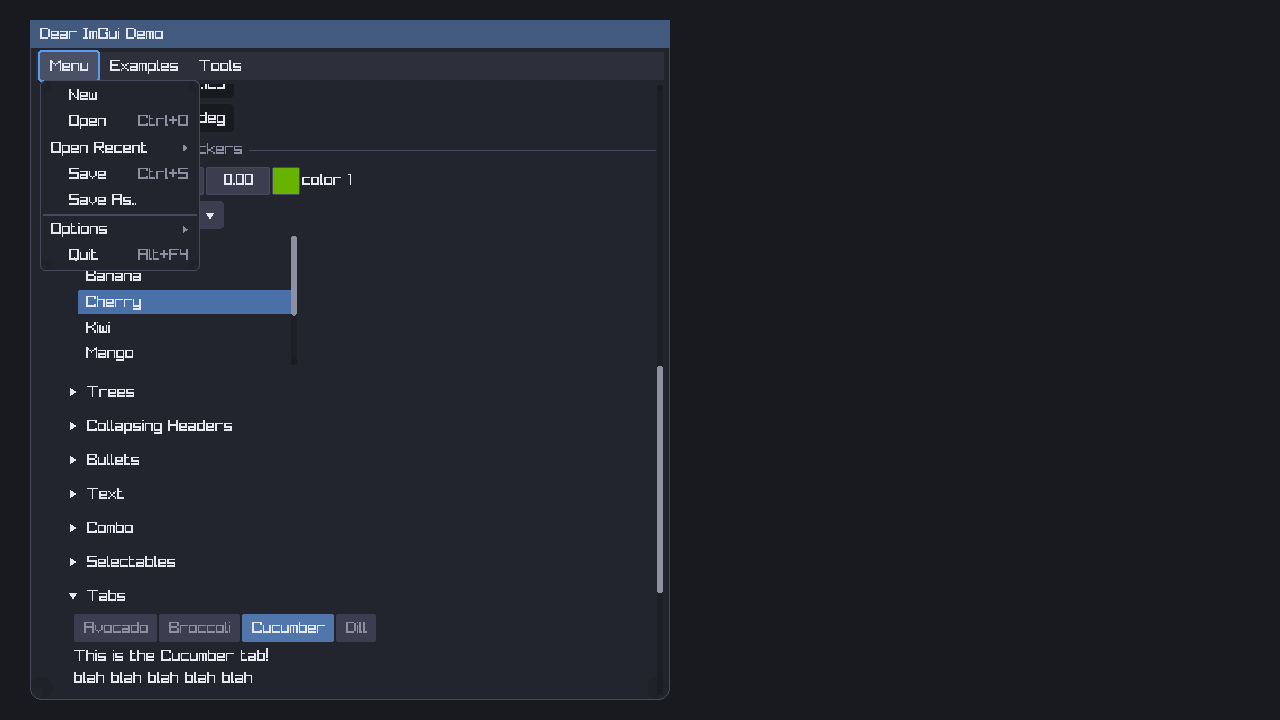 Dear ImGui Demo
Menu Examples Tools
New
Open Ctrl+O deg
Open Recent
Save Ctrl+S 0.00 color 1
Save As..
Options
Quit Alt+F4
Banana
Cherry
Kiwi
Mango
Trees
Collapsing Headers
Bullets
Text
Combo
Selectables
Tabs
Avocado Broccoli Cucumber Dill
This is the Cucumber tab!
blah blah blah blah blah